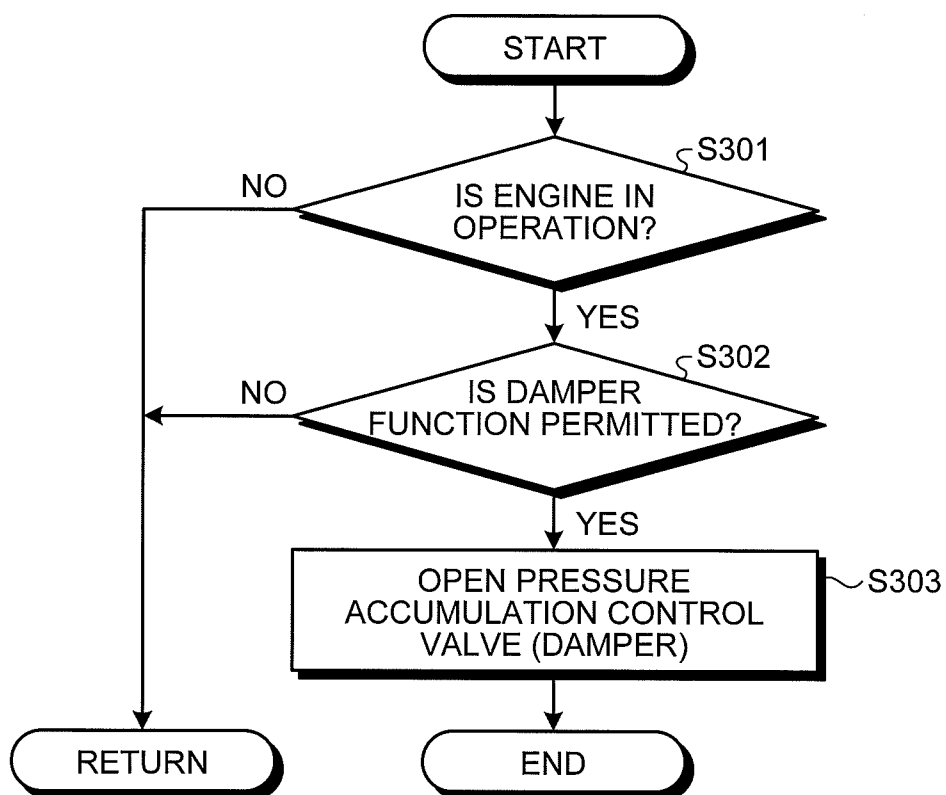 START
S301
NO
IS ENGINE IN
OPERATION?
YES
S302
NO
IS DAMPER
FUNCTION PERMITTED?
YES
OPEN PRESSURE
ACCUMULATION CONTROL
VALVE (DAMPER)
S303
RETURN
END